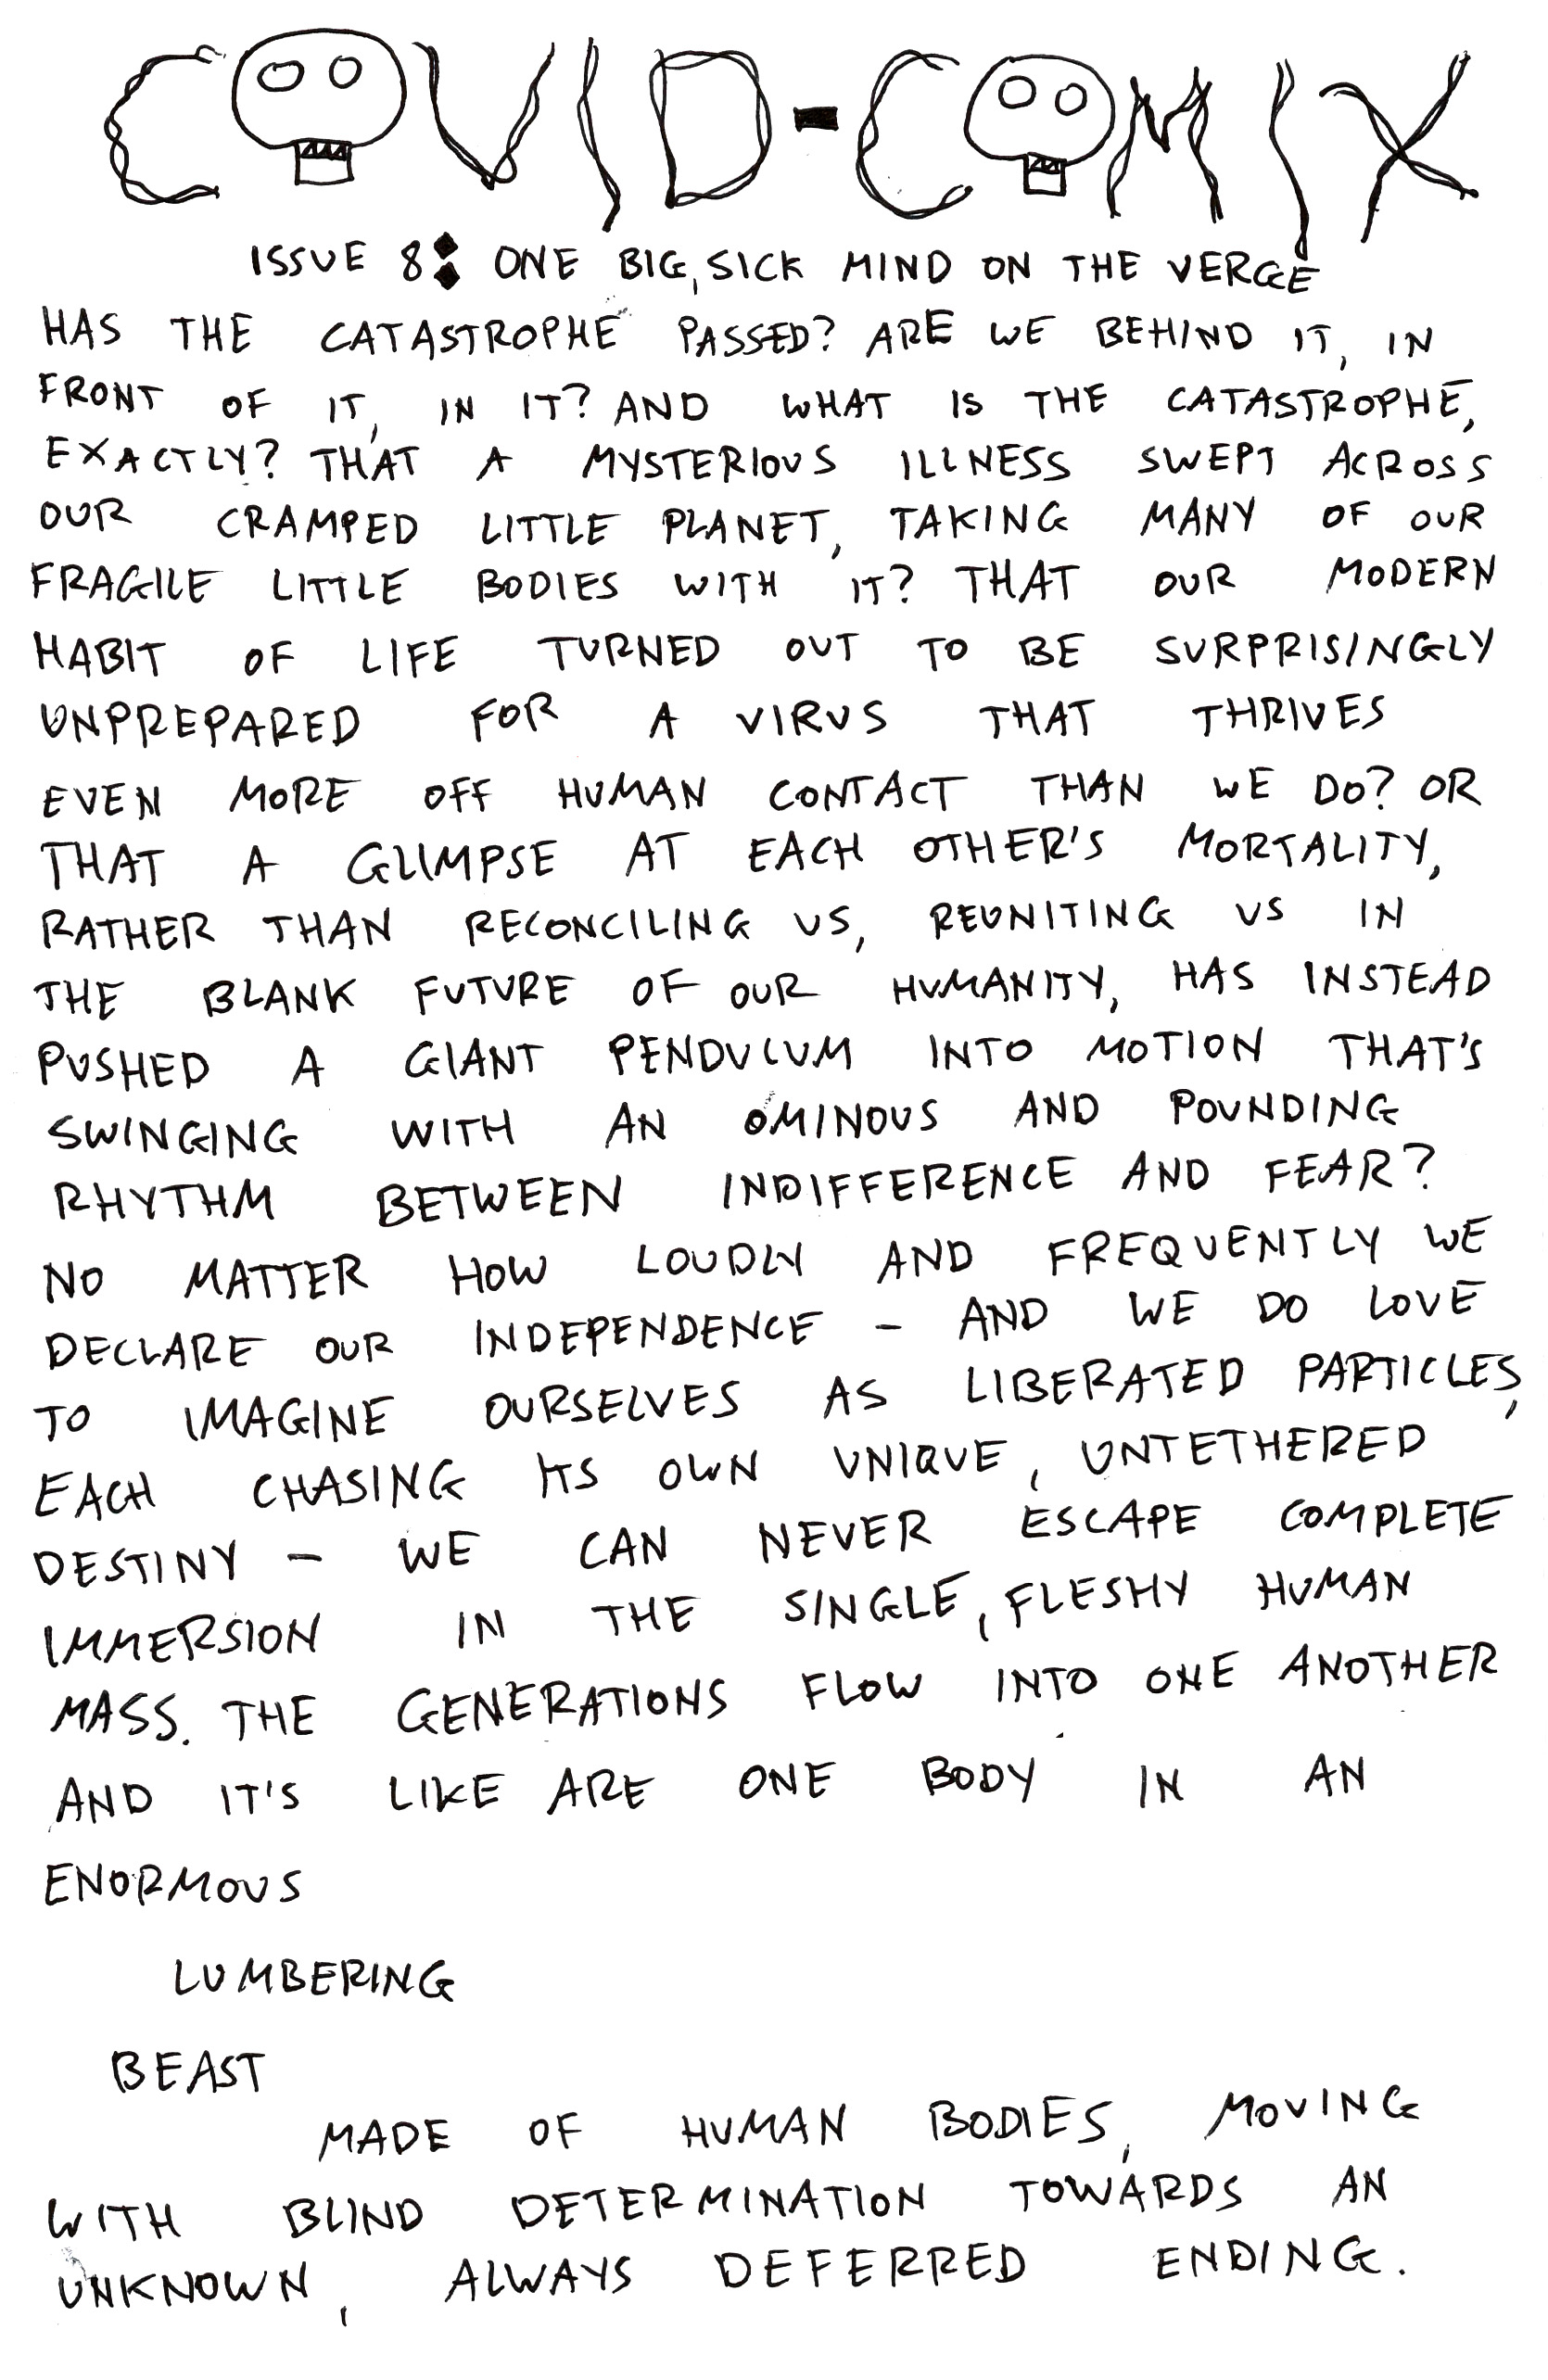 COVID-COMIX
ISSUE 8: ONE BIG, SICK MIND ON THE VERGE
HAS THE CATASTROPHE PASSED? ARE WE BEHIND IT, IN
FRONT OF IT, IN IT? AND WHAT IS THE CATASTROPHE,
EXACTLY? THAT A MYSTERIOUS ILLNESS SWEPT ACROSS
OUR CRAMPED LITTLE PLANET, TAKING MANY OF OUR
FRAGILE LITTLE BODIES WITH IT? THAT OUR MODERN
HABIT OF LIFE TURNED OUT TO BE SURPRISINGLY
UNPREPARED FOR A VIRUS THAT THRIVES
EVEN MORE OFF HUMAN CONTACT THAN WE DO? OR
THAT A GLIMPSE AT EACH OTHER'S MORTALITY,
RATHER THAN RECONCILING US, REUNITING US IN
THE BLANK FUTURE OF OUR HUMANITY, HAS INSTEAD
PUSHED A GIANT PENDULUM INTO MOTION THAT'S
SWINGING WITH AN OMINOUS AND POUNDING
RHYTHM BETWEEN INDIFFERENCE AND FEAR?
NO MATTER HOW LOUDLY AND FREQUENTLY WE
DECLARE OUR INDEPENDENCE - AND WE DO LOVE
TO IMAGINE OURSELVES AS LIBERATED PARTICLES,
EACH CHASING ITS OWN UNIQUE, UNTETHERED
DESTINY - WE CAN NEVER ESCAPE COMPLETE
IMMERSION IN THE SINGLE, FLESHY HUMAN
MASS. THE GENERATIONS FLOW INTO ONE ANOTHER
AND IT'S LIKE ARE ONE BODY IN AN
ENORMOUS
LUMBERING
BEAST
MADE OF HUMAN BODIES, MOVING
WITH BLIND DETERMINATION TOWARDS AN
UNKNOWN, ALWAYS DEFERRED ENDING.